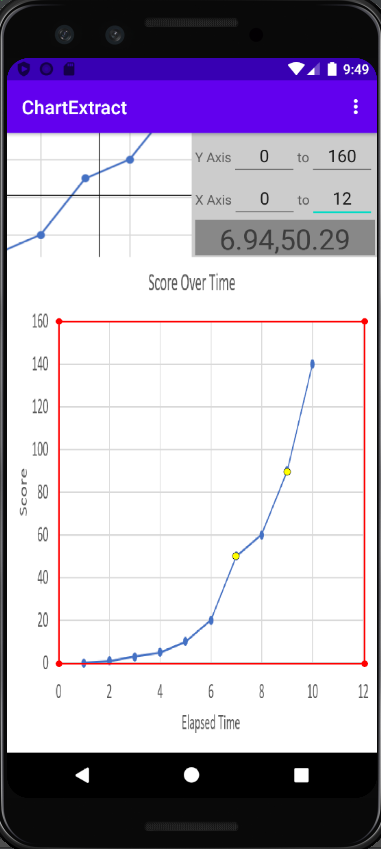 9:49
ChartExtract
Y Axis 0 to 160
X Axis 0 to 12
6.94,50.29
Score Over Time
160
140
120
100
80
60
40
20
0
Score
0 2 4 6 8 10 12
Elapsed Time